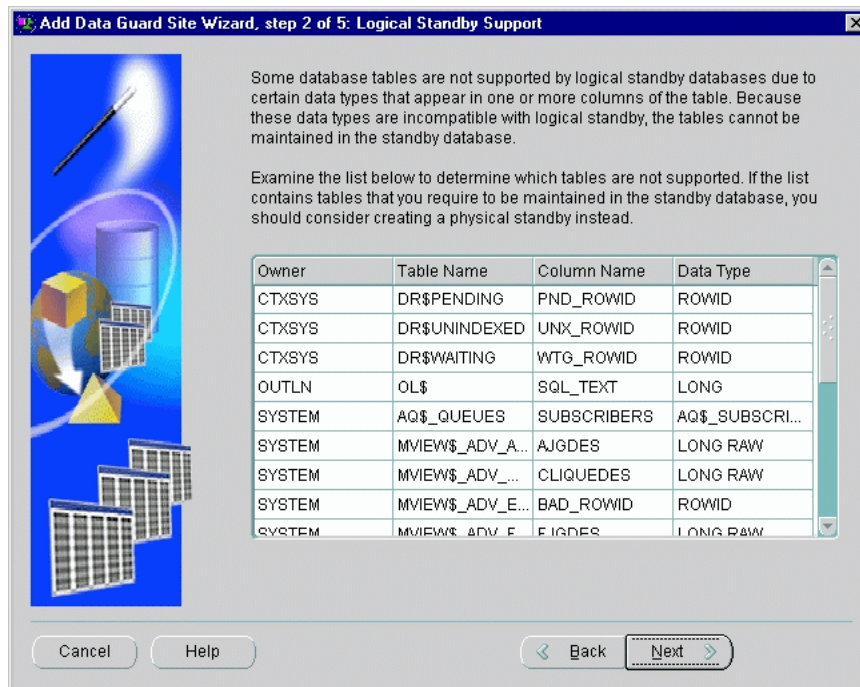 Add Data Guard Site Wizard, step 2 of 5: Logical Standby Support
Some database tables are not supported by logical standby databases due to
certain data types that appear in one or more columns of the table. Because
these data types are incompatible with logical standby, the tables cannot be
maintained in the standby database.
Examine the list below to determine which tables are not supported. If the list
contains tables that you require to be maintained in the standby database, you
should consider creating a physical standby instead.
Owner Table Name Column Name Data Type
CTXSYS DR$PENDING PND_ROWID ROWID
CTXSYS DR$UNINDEXED UNX_ROWID ROWID
CTXSYS DR$WAITING WTG_ROWID ROWID
OUTLN OL$ SQL_TEXT LONG
SYSTEM AQ$_QUEUES SUBSCRIBERS AQ$_SUBSCRI...
SYSTEM MVIEW$_ADV_A... AJGDES LONG RAW
SYSTEM MVIEW$_ADV_... CLIQUEDES LONG RAW
SYSTEM MVIEW$_ADV_E... BAD_ROWID ROWID
SYSTEM MVIEW$_ADV_F... FJGDES LONG RAW
Cancel Help Back Next